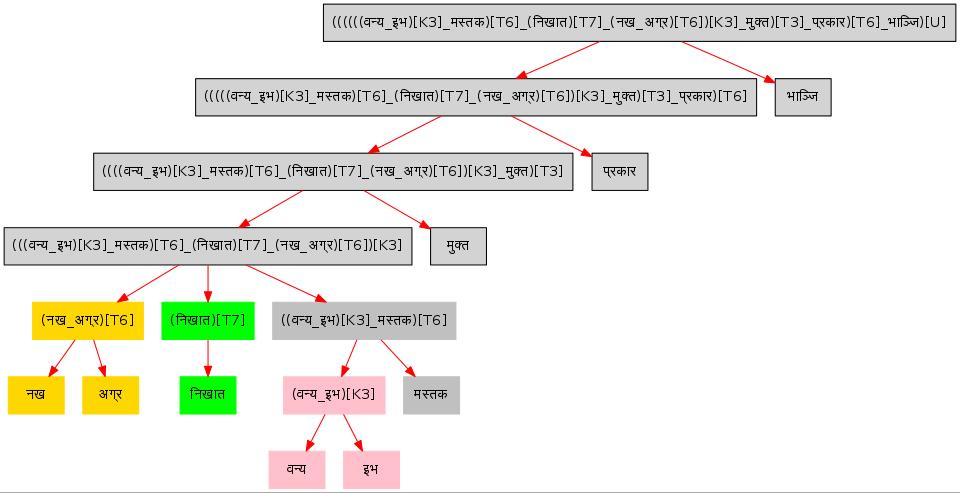 ((((((वन्य_इभ)[K3]_मस्तक)[T6]_(निखात)[T7]_(नख_अग्र)[T6])[K3]_मुक्त)[T3]_प्रकार)[T6]_भाञ्जि)[U]
(((((वन्य_इभ)[K3]_मस्तक)[T6]_(निखात)[T7]_(नख_अग्र)[T6])[K3]_मुक्त)[T3]_प्रकार)[T6]
भाञ्जि
((((वन्य_इभ)[K3]_मस्तक)[T6]_(निखात)[T7]_(नख_अग्र)[T6])[K3]_मुक्त)[T3]
प्रकार
(((वन्य_इभ)[K3]_मस्तक)[T6]_(निखात)[T7]_(नख_अग्र)[T6])[K3]
मुक्त
(नख_अग्र)[T6]
(निखात)[T7]
((वन्य_इभ)[K3]_मस्तक)[T6]
नख
अग्र
निखात
(वन्य_इभ)[K3]
मस्तक
वन्य
इभ